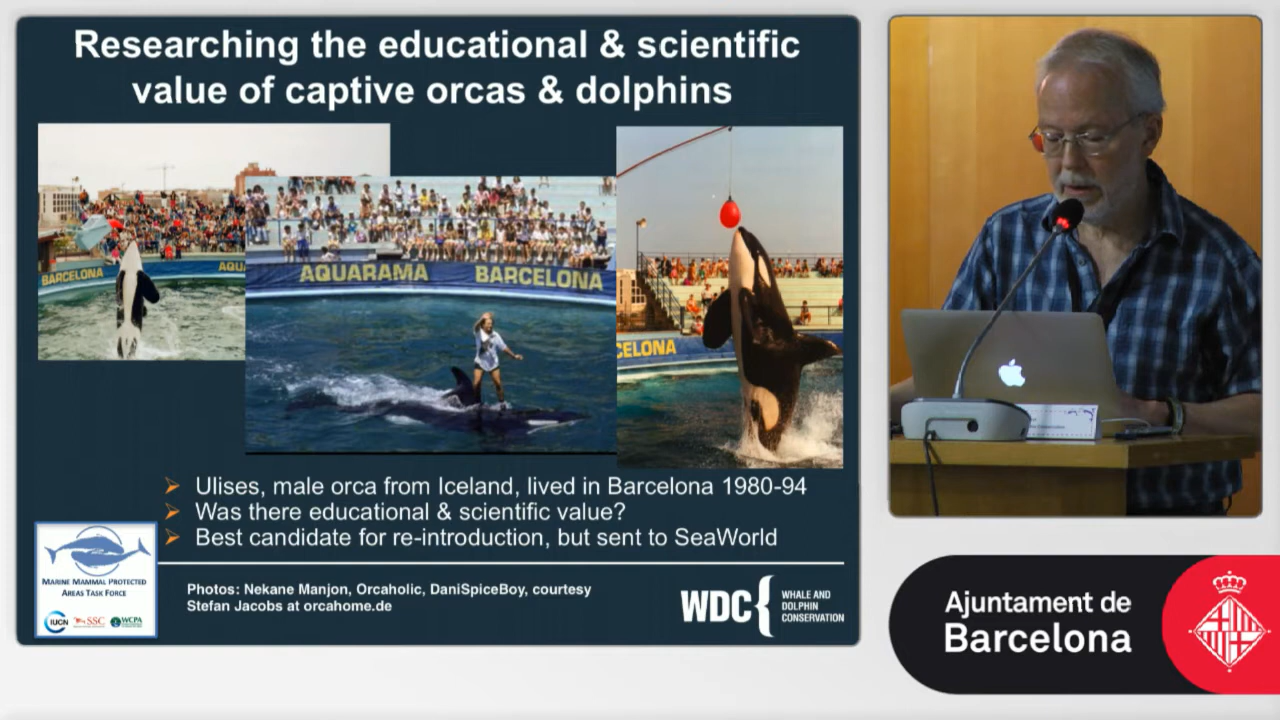 Researching the educational & scientific
value of captive orcas & dolphins
BARCELONA
AQUA
AQUARAMA
BARCELONA
CELONA
➢ Ulises, male orca from Iceland, lived in Barcelona 1980-94
➢ Was there educational & scientific value?
➢ Best candidate for re-introduction, but sent to SeaWorld
MARINE MAMMAL PROTECTED
AREAS TASK FORCE
IUCN
SSC
WCPA
Photos: Nekane Manjon, Orcaholic, DaniSpiceBoy, courtesy
Stefan Jacobs at orcahome.de
WDC
WHALE AND
DOLPHIN
CONSERVATION
Ajuntament de
Barcelona